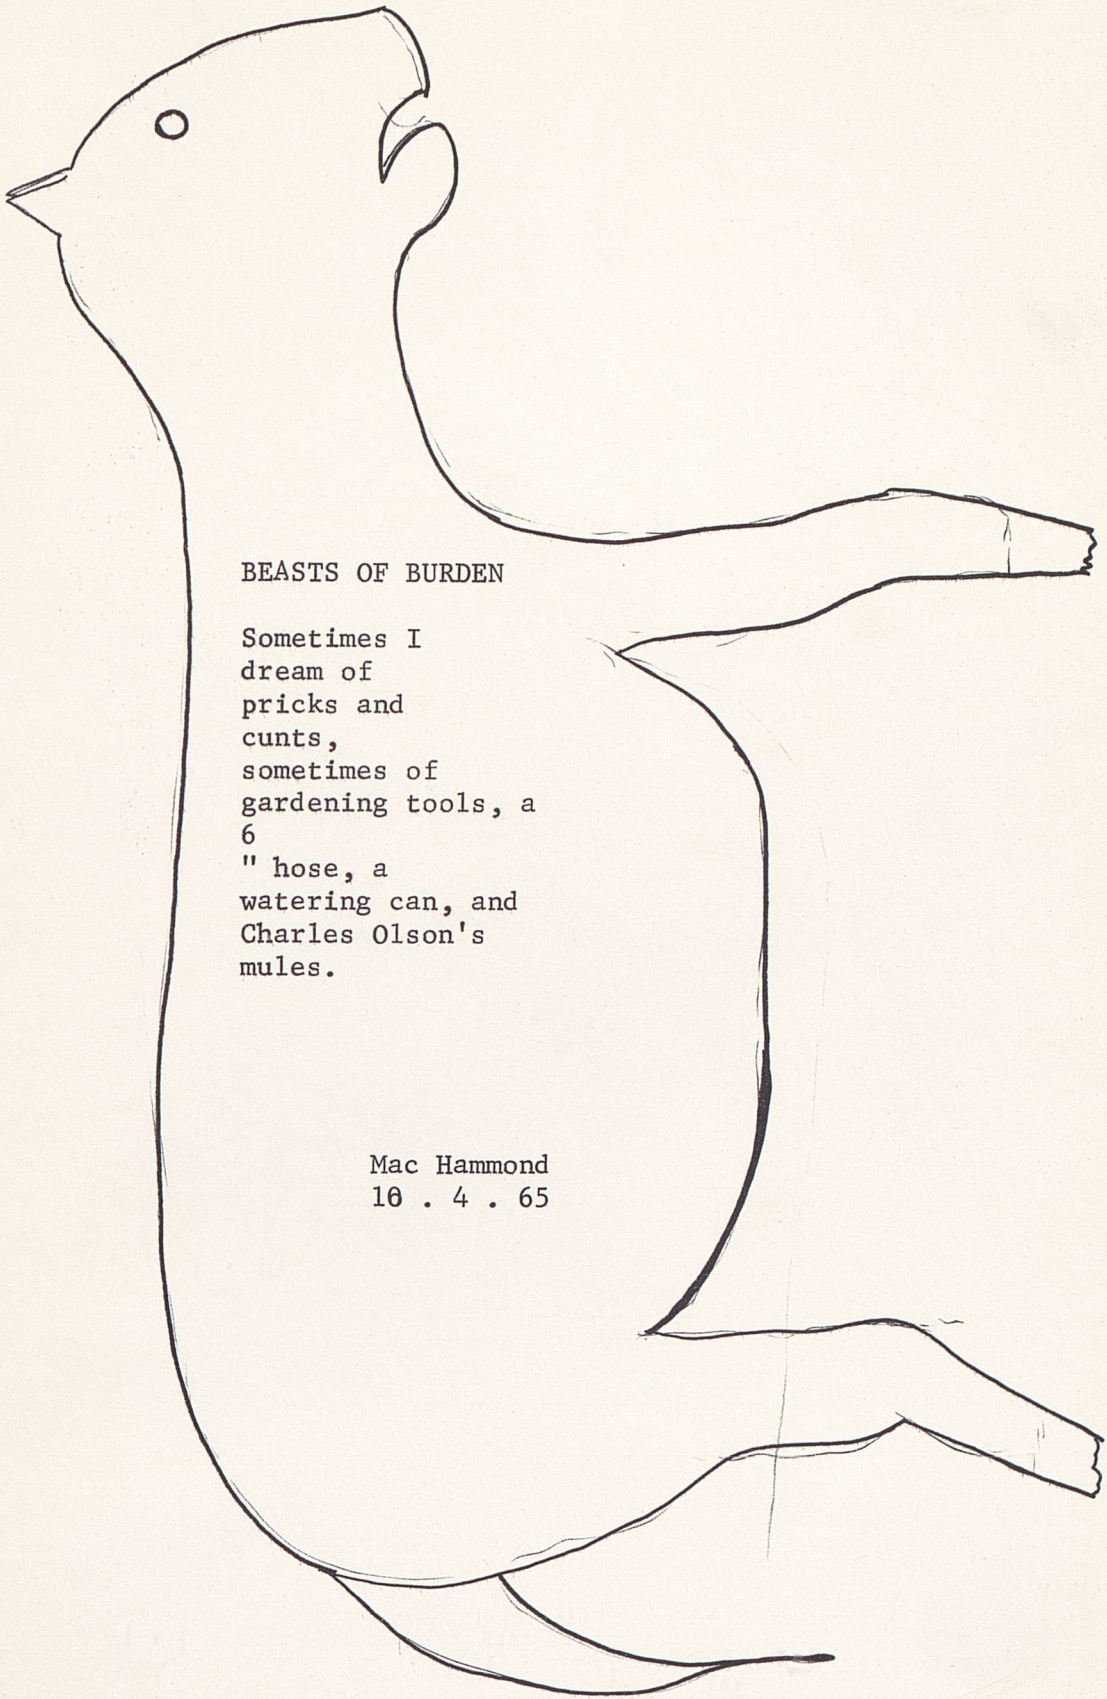 BEASTS OF BURDEN
Sometimes I
dream of
pricks and
cunts,
sometimes of
gardening tools, a
6
" hose, a
watering can, and
Charles Olson's
mules.
Mac Hammond
10 . 4 . 65